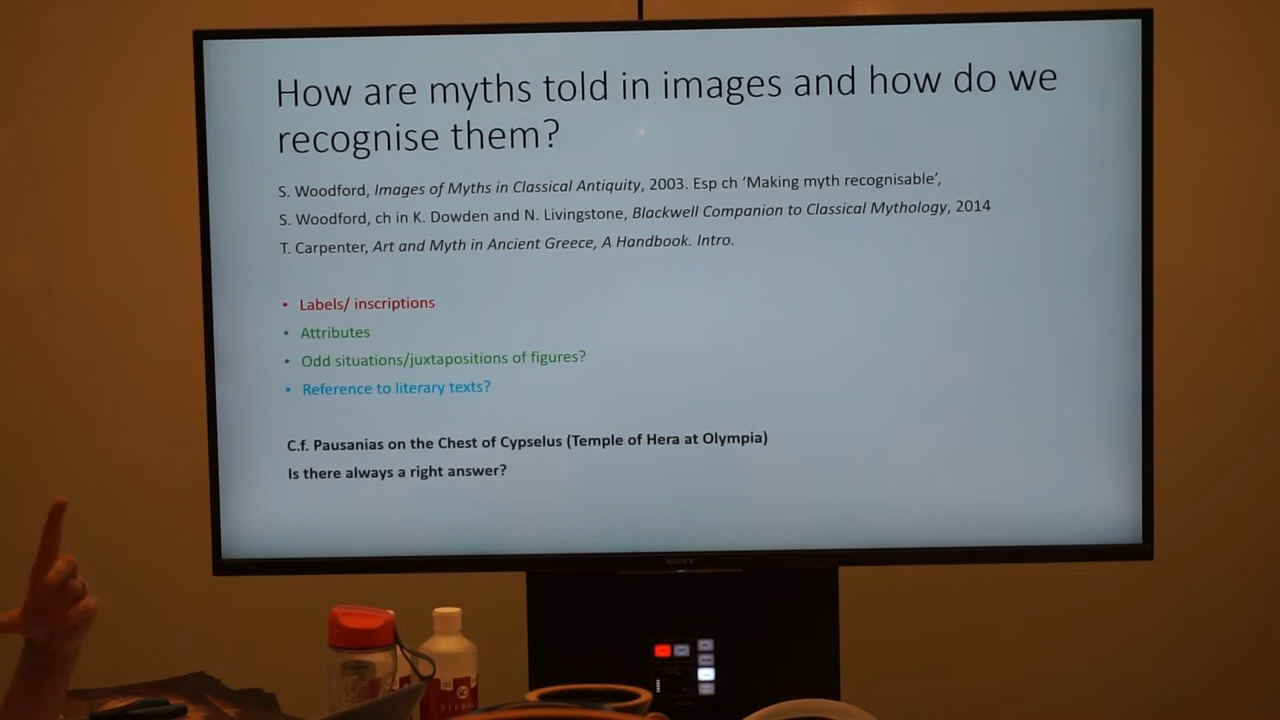 How are myths told in images and how do we
recognise them?
S. Woodford, Images of Myths in Classical Antiquity, 2003. Esp ch ‘Making myth recognisable’,
S. Woodford, ch in K. Dowden and N. Livingstone, Blackwell Companion to Classical Mythology, 2014
T. Carpenter, Art and Myth in Ancient Greece, A Handbook. Intro.
• Labels/ inscriptions
• Attributes
• Odd situations/juxtapositions of figures?
• Reference to literary texts?
C.f. Pausanias on the Chest of Cypselus (Temple of Hera at Olympia)
Is there always a right answer?
SONY